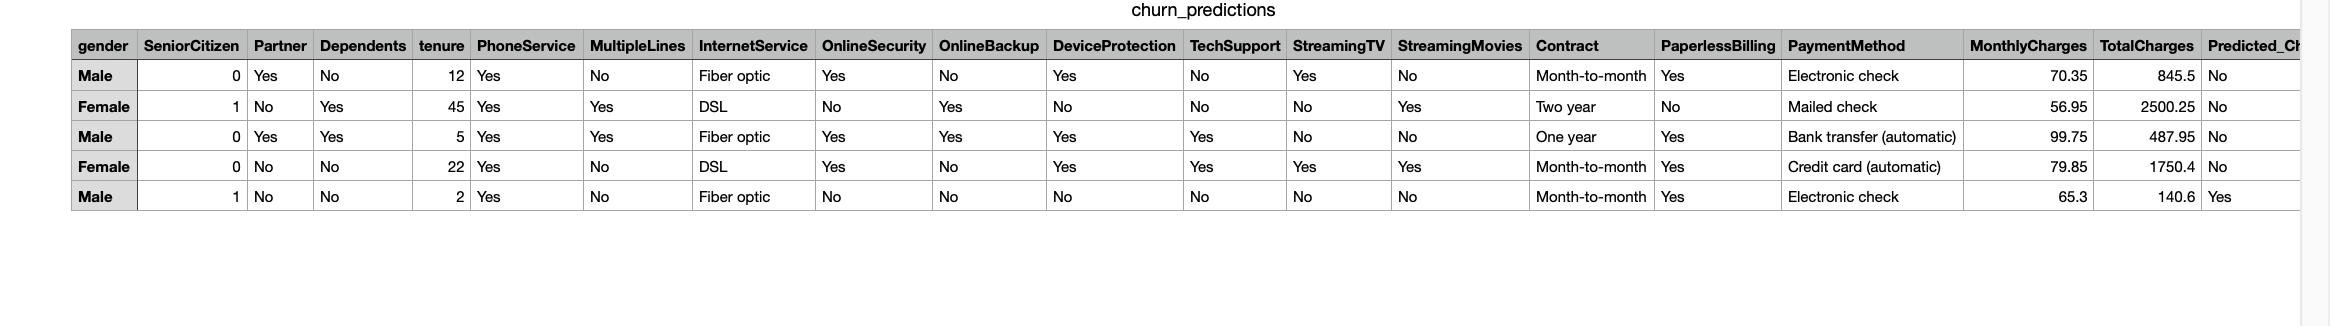 churn_predictions
gender SeniorCitizen Partner Dependents tenure PhoneService MultipleLines InternetService OnlineSecurity OnlineBackup DeviceProtection TechSupport StreamingTV StreamingMovies Contract PaperlessBilling PaymentMethod MonthlyCharges TotalCharges Predicted_Ch
Male 0 Yes No 12 Yes No Fiber optic Yes No Yes No Yes No Month-to-month Yes Electronic check 70.35 845.5 No
Female 1 No Yes 45 Yes Yes DSL No Yes No No No Yes Two year No Mailed check 56.95 2500.25 No
Male 0 Yes Yes 5 Yes Yes Fiber optic Yes Yes Yes Yes No No One year Yes Bank transfer (automatic) 99.75 487.95 No
Female 0 No No 22 Yes No DSL Yes No Yes Yes Yes Yes Month-to-month Yes Credit card (automatic) 79.85 1750.4 No
Male 1 No No 2 Yes No Fiber optic No No No No No No Month-to-month Yes Electronic check 65.3 140.6 Yes